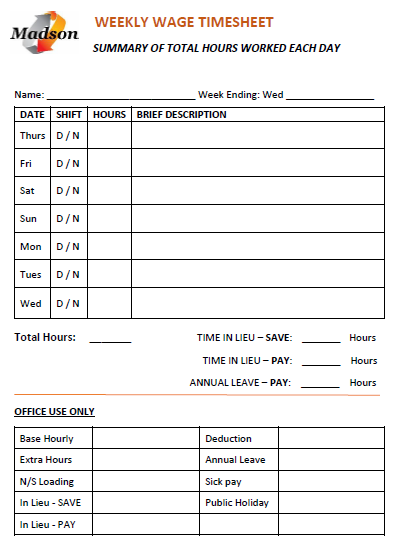 Madson
WEEKLY WAGE TIMESHEET
SUMMARY OF TOTAL HOURS WORKED EACH DAY
Name: __________________________ Week Ending: Wed ________________
DATE SHIFT HOURS BRIEF DESCRIPTION
Thurs D / N
Fri D / N
Sat D / N
Sun D / N
Mon D / N
Tues D / N
Wed D / N
Total Hours: _______ TIME IN LIEU – SAVE: _______ Hours
TIME IN LIEU – PAY: _______ Hours
ANNUAL LEAVE – PAY: _______ Hours
OFFICE USE ONLY
Base Hourly Deduction
Extra Hours Annual Leave
N/S Loading Sick pay
In Lieu - SAVE Public Holiday
In Lieu - PAY